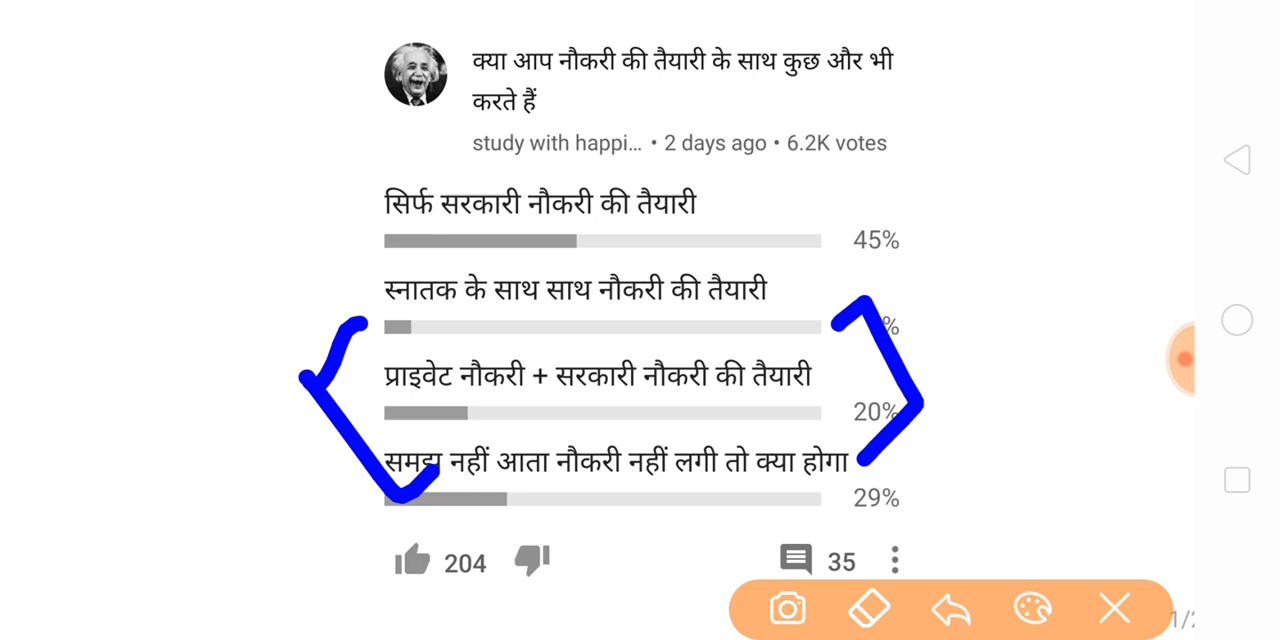 क्या आप नौकरी की तैयारी के साथ कुछ और भी
करते हैं
study with happi... • 2 days ago • 6.2K votes
सिर्फ सरकारी नौकरी की तैयारी
45%
स्नातक के साथ साथ नौकरी की तैयारी
%
प्राइवेट नौकरी + सरकारी नौकरी की तैयारी
20%
समझ नहीं आता नौकरी नहीं लगी तो क्या होगा
29%
204 35